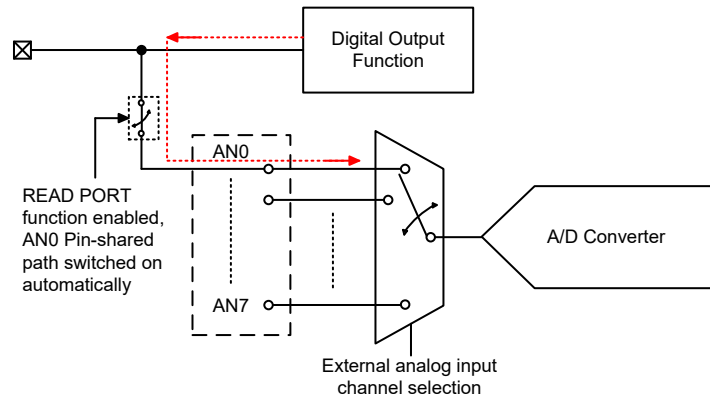 Digital Output
Function
AN0
READ PORT
function enabled,
AN0 Pin-shared
path switched on
automatically
A/D Converter
AN7
External analog input
channel selection